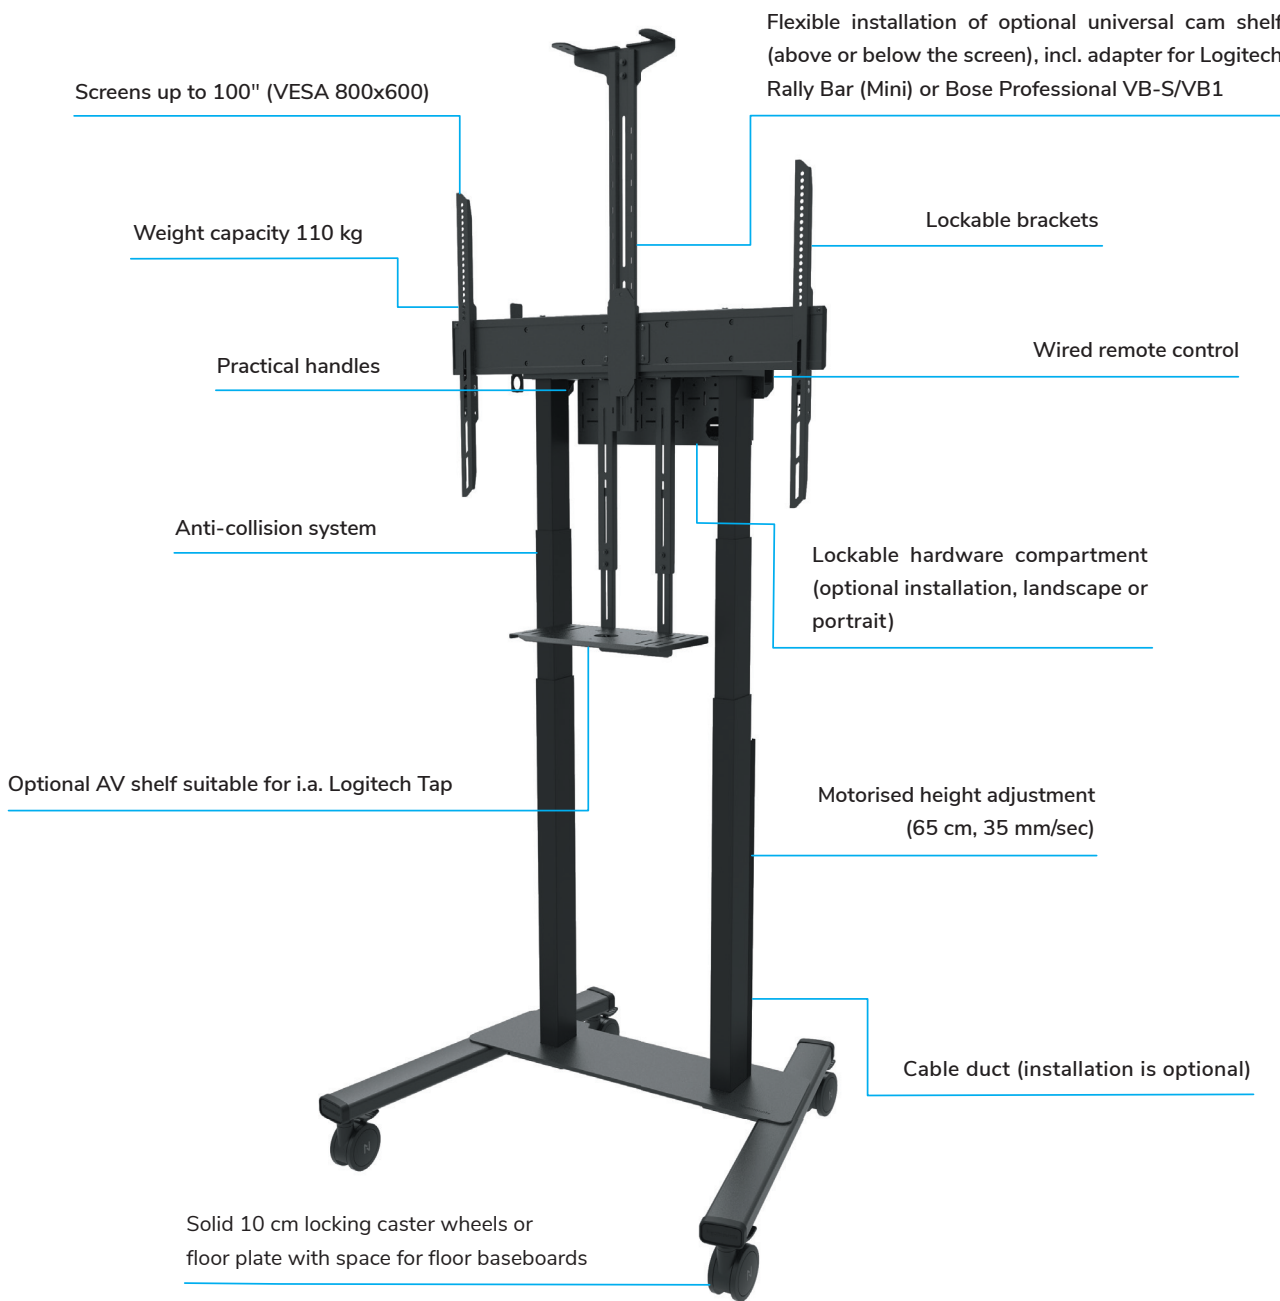 Flexible installation of optional universal cam shelf
(above or below the screen), incl. adapter for Logitech
Rally Bar (Mini) or Bose Professional VB-S/VB1
Screens up to 100" (VESA 800x600)
Lockable brackets
Weight capacity 110 kg
Wired remote control
Practical handles
Anti-collision system
Lockable hardware compartment
(optional installation, landscape or
portrait)
Optional AV shelf suitable for i.a. Logitech Tap
Motorised height adjustment
(65 cm, 35 mm/sec)
Cable duct (installation is optional)
Solid 10 cm locking caster wheels or
floor plate with space for floor baseboards